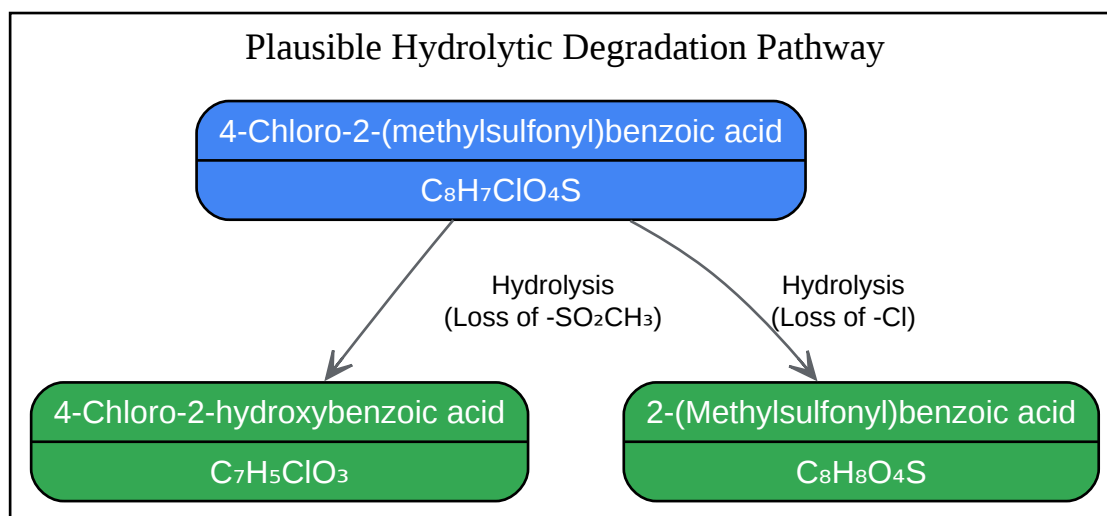 Plausible Hydrolytic Degradation Pathway
4-Chloro-2-(methylsulfonyl)benzoic acid
C₈H₇ClO₄S
Hydrolysis
(Loss of -SO₂CH₃)
Hydrolysis
(Loss of -Cl)
4-Chloro-2-hydroxybenzoic acid
C₇H₅ClO₃
2-(Methylsulfonyl)benzoic acid
C₈H₈O₄S